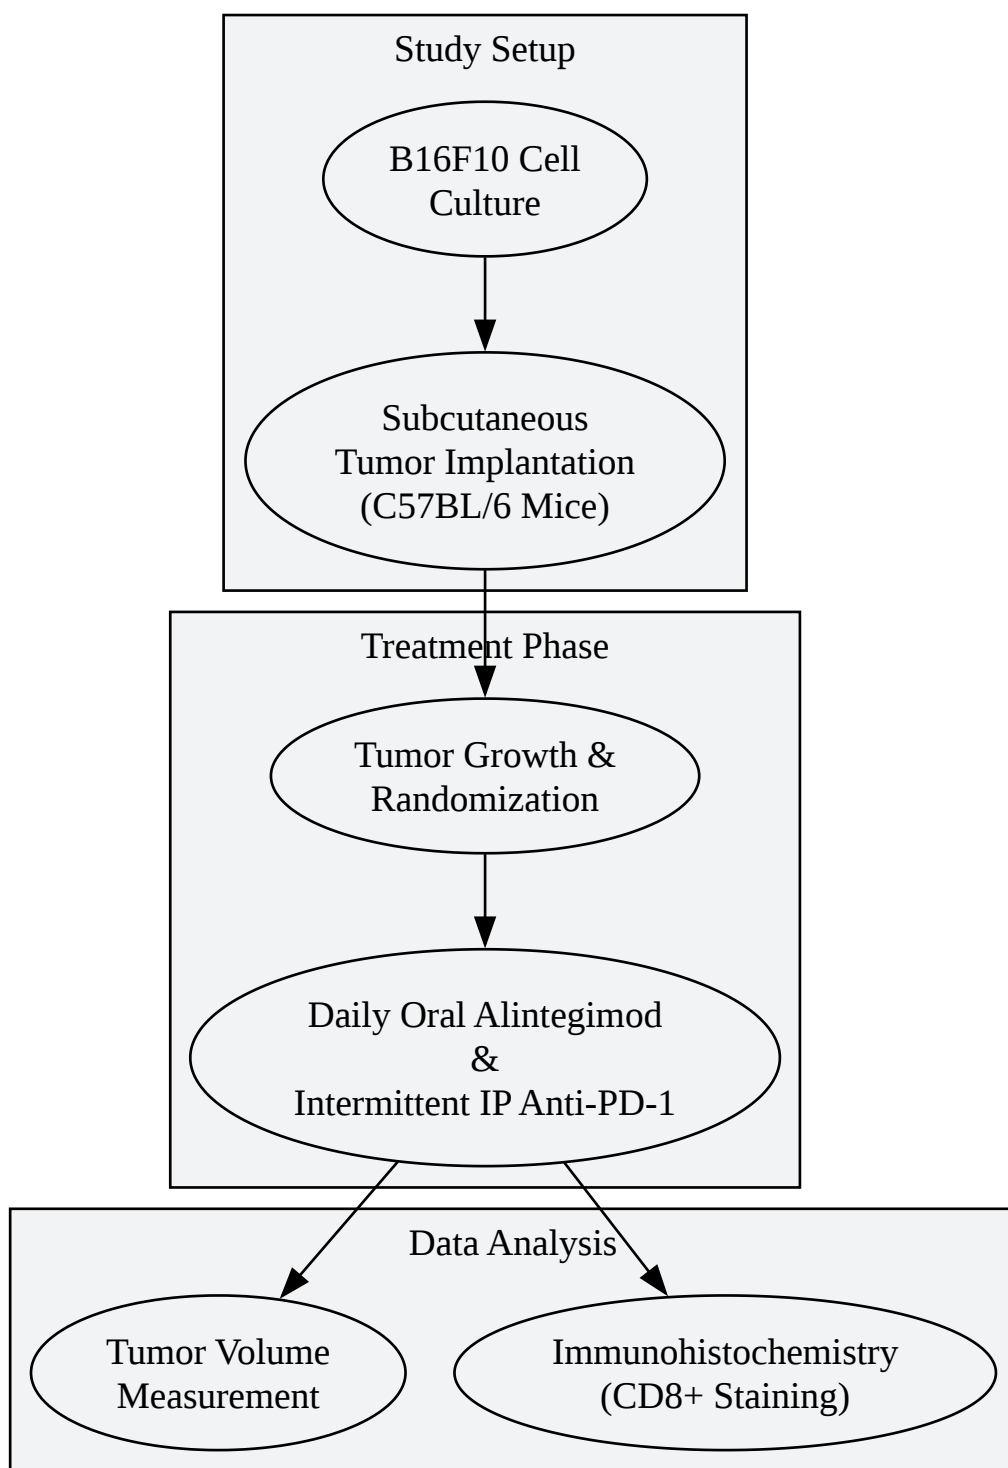 Study Setup
B16F10 Cell
Culture
Subcutaneous
Tumor Implantation
(C57BL/6 Mice)
Treatment Phase
Tumor Growth &
Randomization
Daily Oral Alintegimod
&
Intermittent IP Anti-PD-1
Data Analysis
Tumor Volume
Measurement
Immunohistochemistry
(CD8+ Staining)